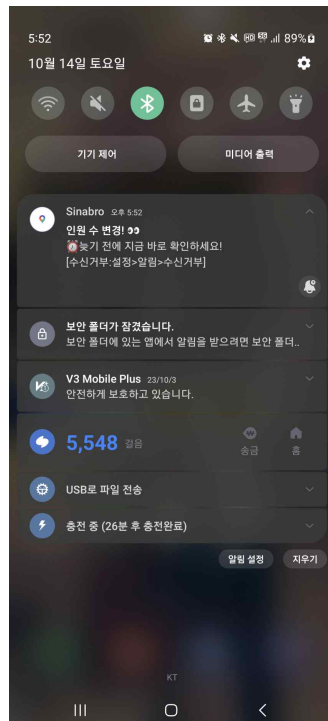 5:52
89%
10월 14일 토요일
기기 제어
미디어 출력
Sinabro 오후 5:52
인원 수 변경! 👀
⏰늦기 전에 지금 바로 확인하세요!
[수신거부:설정>알림>수신거부]
보안 폴더가 잠겼습니다.
보안 폴더에 있는 앱에서 알림을 받으려면 보안 폴더..
V3 Mobile Plus 23/10/3
안전하게 보호하고 있습니다.
5,548 걸음
송금
홈
USB로 파일 전송
충전 중 (26분 후 충전완료)
알림 설정
지우기
KT